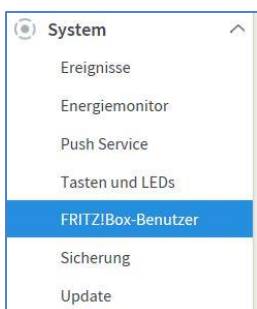 System
Ereignisse
Energiemonitor
Push Service
Tasten und LEDs
FRITZ!Box-Benutzer
Sicherung
Update